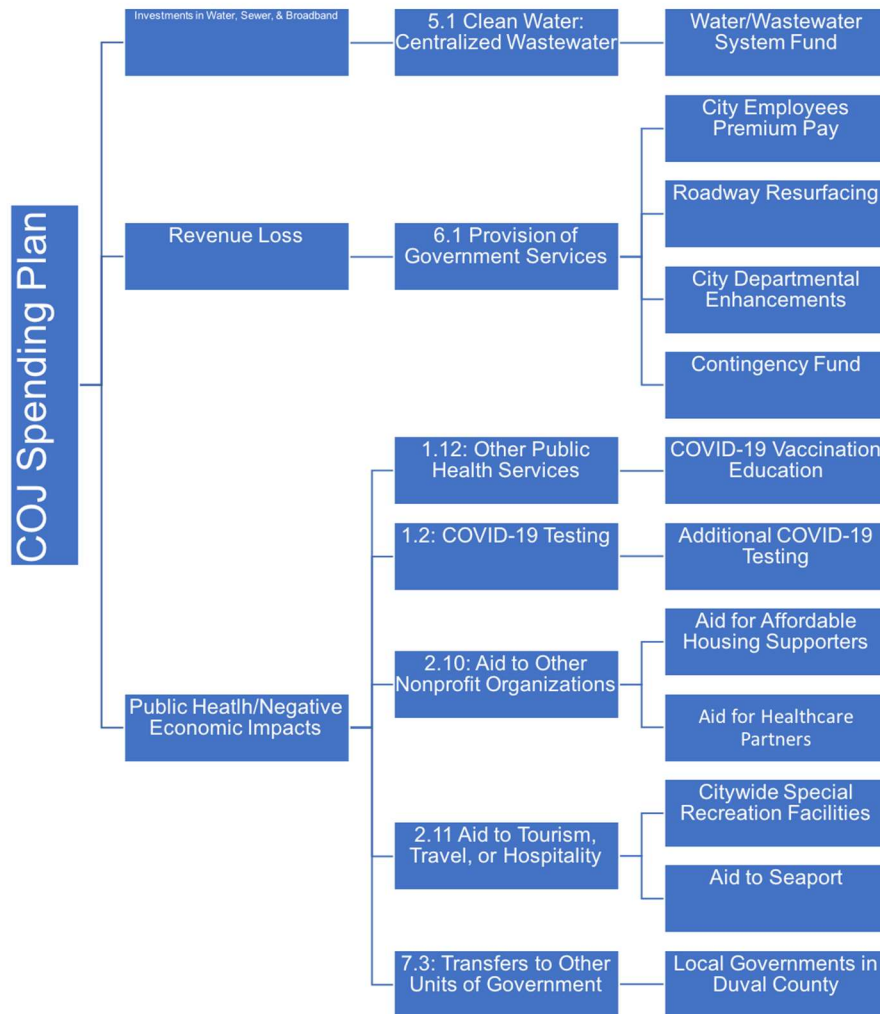 COJ Spending Plan
Investments in Water, Sewer, & Broadband
5.1 Clean Water:
Centralized Wastewater
Water/Wastewater
System Fund
Revenue Loss
6.1 Provision of
Government Services
City Employees
Premium Pay
Roadway Resurfacing
City Departmental
Enhancements
Contingency Fund
Public Heatlh/Negative
Economic Impacts
1.12: Other Public
Health Services
COVID-19 Vaccination
Education
1.2: COVID-19 Testing
Additional COVID-19
Testing
2.10: Aid to Other
Nonprofit Organizations
Aid for Affordable
Housing Supporters
Aid for Healthcare
Partners
2.11 Aid to Tourism,
Travel, or Hospitality
Citywide Special
Recreation Facilities
Aid to Seaport
7.3: Transfers to Other
Units of Government
Local Governments in
Duval County